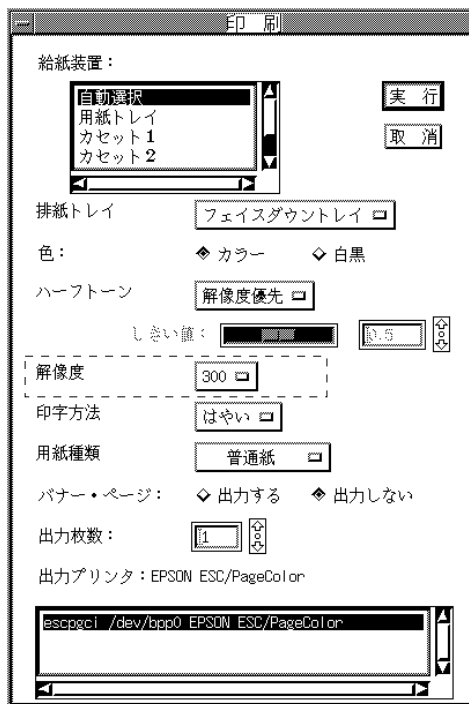 印 刷
給紙装置：
自動選択
用紙トレイ
カセット1
カセット2
実 行
取 消
排紙トレイ フェイスダウントレイ
色： カラー 白黒
ハーフトーン 解像度優先
しきい値： 0.5
解像度 300
印字方法 はやい
用紙種類 普通紙
バナー・ページ： 出力する 出力しない
出力枚数： 1
出力プリンタ：EPSON ESC/PageColor
escpgci /dev/bpp0 EPSON ESC/PageColor